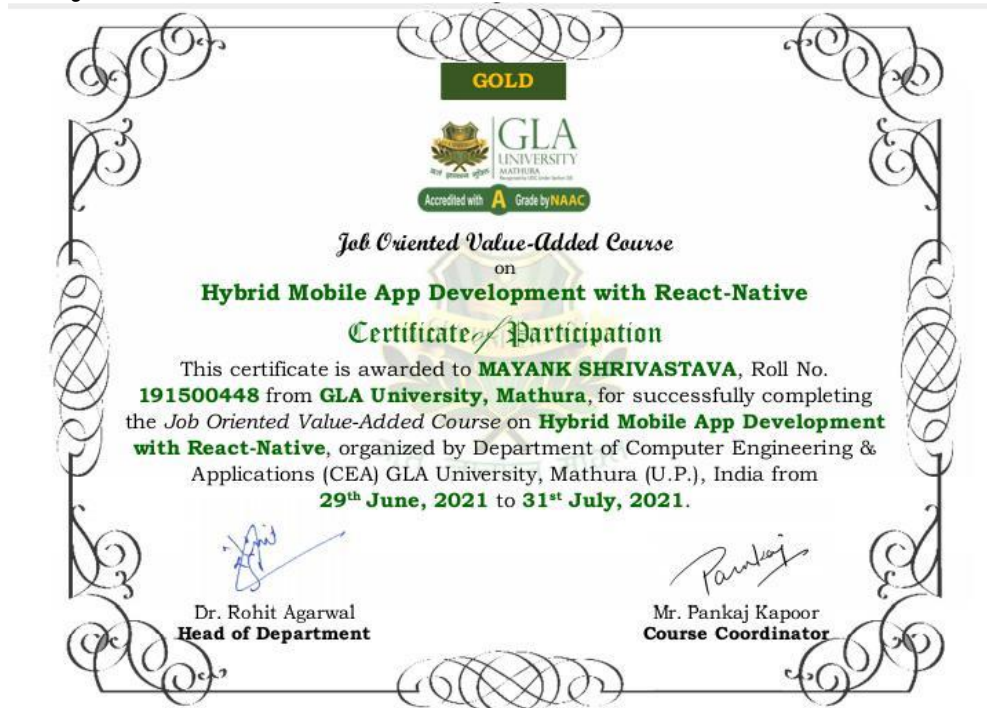 GOLD
GLA
UNIVERSITY
MATHURA
Accredited with A Grade by NAAC
Job Oriented Value-Added Course
on
Hybrid Mobile App Development with React-Native
Certificate of Participation
This certificate is awarded to MAYANK SHRIVASTAVA, Roll No.
191500448 from GLA University, Mathura, for successfully completing
the Job Oriented Value-Added Course on Hybrid Mobile App Development
with React-Native, organized by Department of Computer Engineering &
Applications (CEA) GLA University, Mathura (U.P.), India from
29th June, 2021 to 31st July, 2021.
Pankaj
Dr. Rohit Agarwal
Mr. Pankaj Kapoor
Head of Department
Course Coordinator